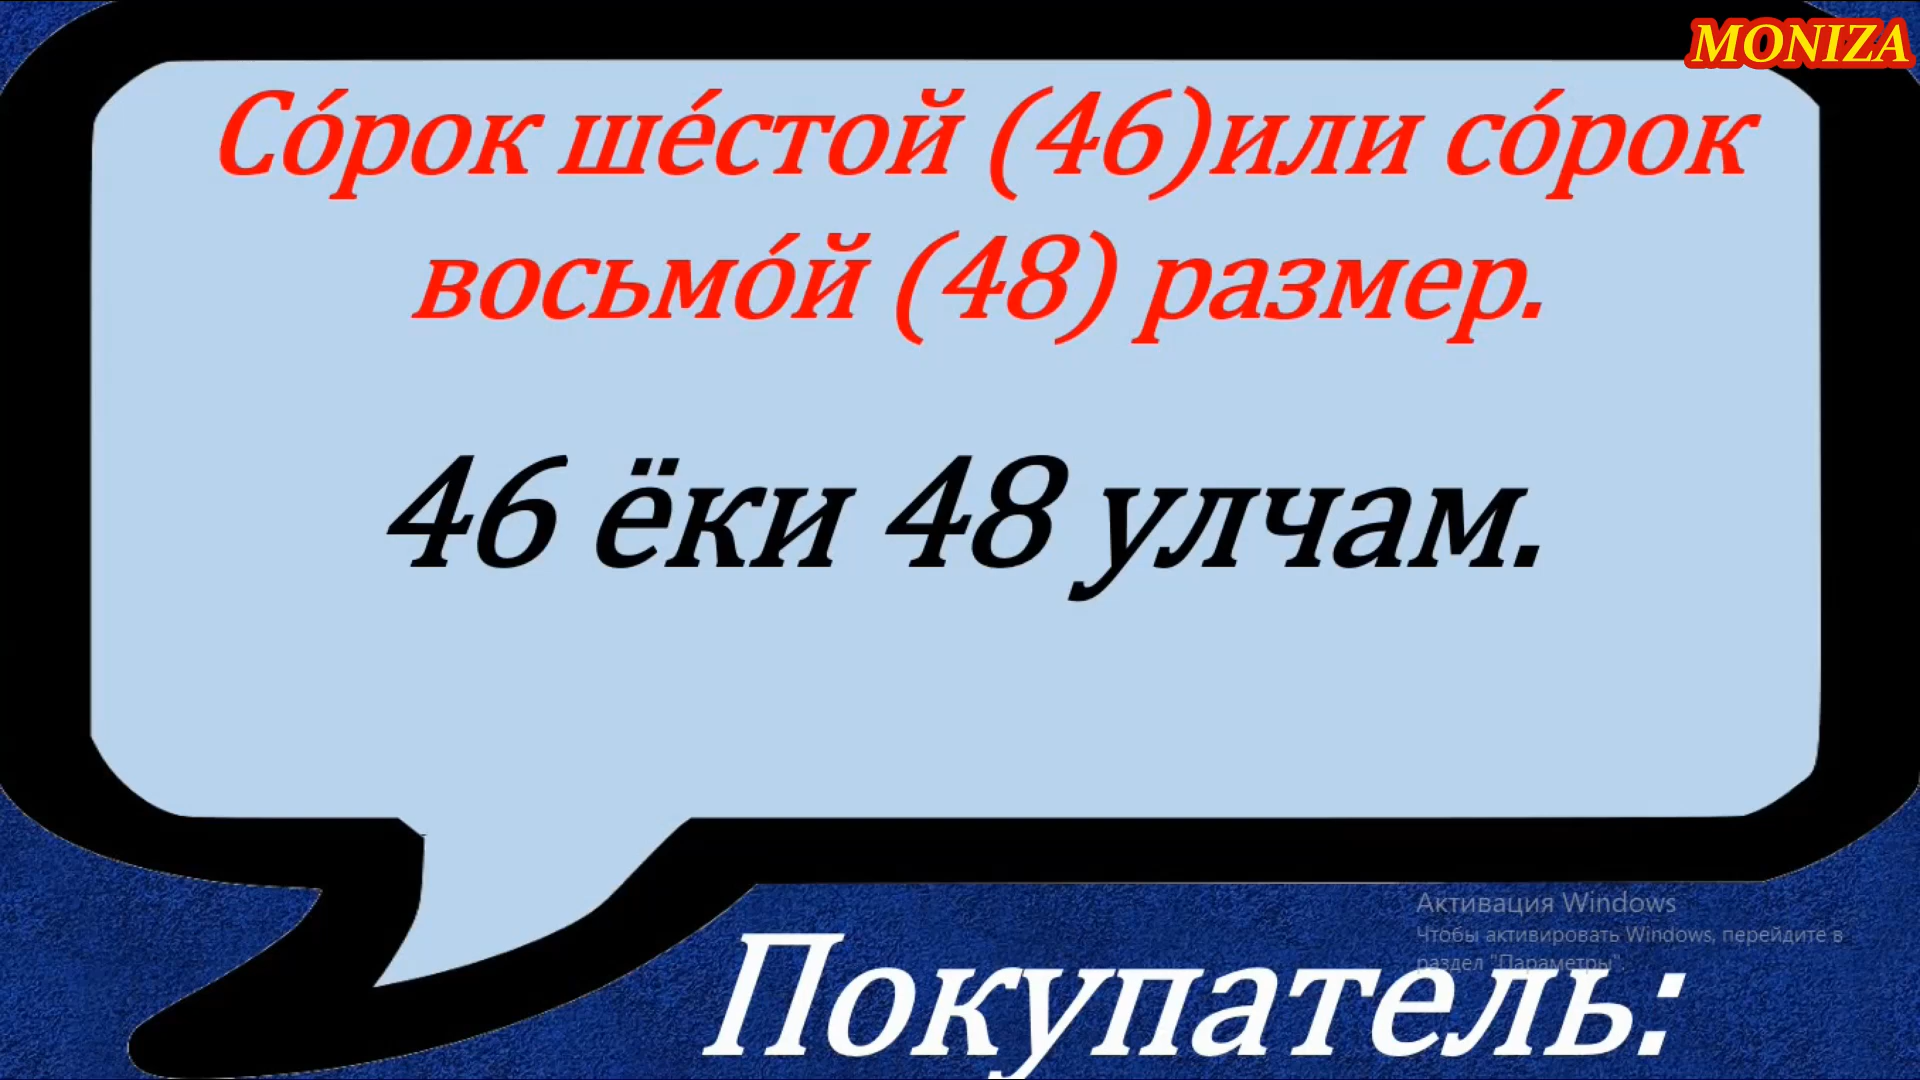 MONIZA
Со́рок ше́стой (46)или со́рок
восьмо́й (48) размер.
46 ёки 48 улчам.
Активация Windows
Чтобы активировать Windows, перейдите в
раздел "Параметры".
Покупатель: